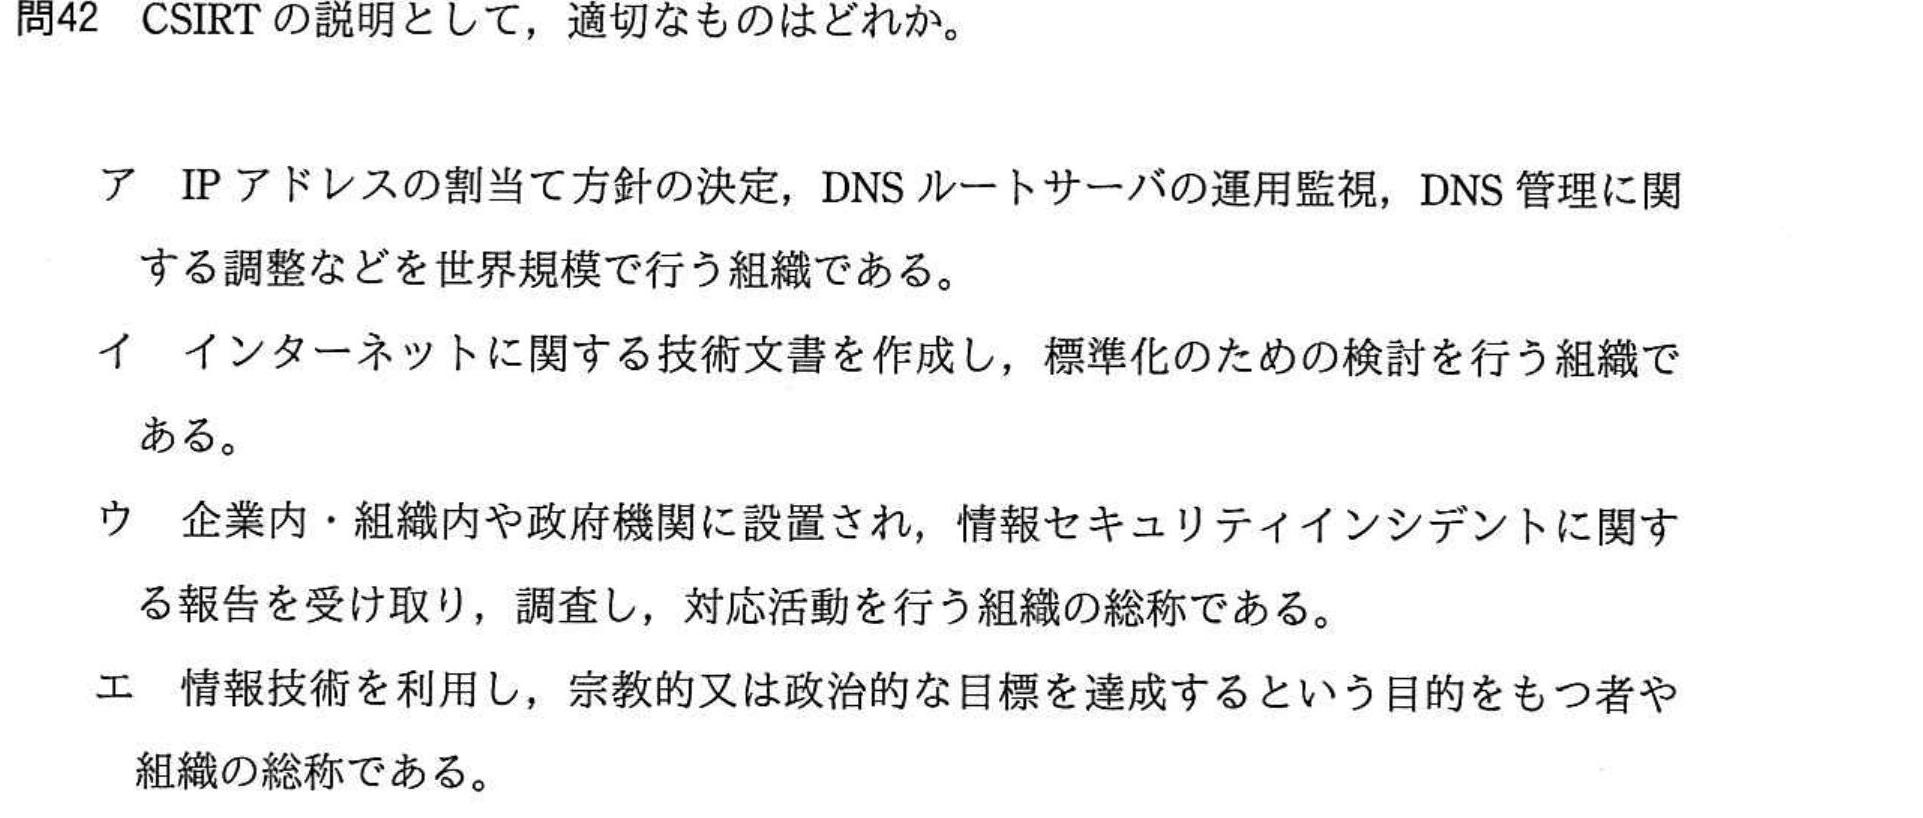 問42 CSIRT の説明として，適切なものはどれか。
ア IP アドレスの割当て方針の決定，DNS ルートサーバの運用監視，DNS 管理に関
する調整などを世界規模で行う組織である。
イ インターネットに関する技術文書を作成し，標準化のための検討を行う組織で
ある。
ウ 企業内・組織内や政府機関に設置され，情報セキュリティインシデントに関す
る報告を受け取り，調査し，対応活動を行う組織の総称である。
エ 情報技術を利用し，宗教的又は政治的な目標を達成するという目的をもつ者や
組織の総称である。